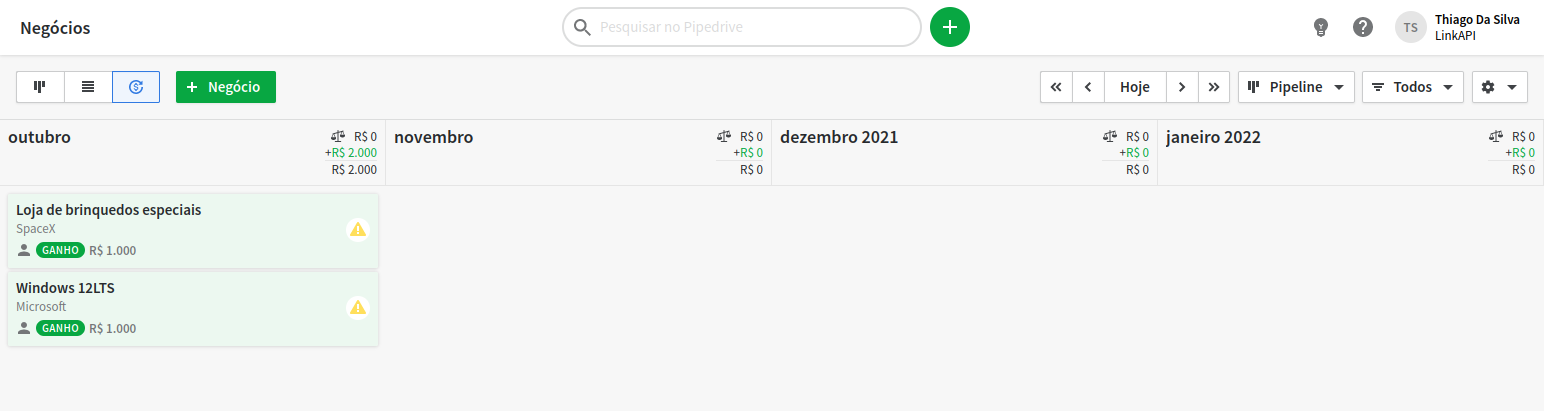 Negócios
Pesquisar no Pipedrive
TS
Thiago Da Silva
LinkAPI
Negócio
Hoje
Pipeline
Todos
outubro
R$ 0
+R$ 2.000
R$ 2.000
novembro
R$ 0
+R$ 0
R$ 0
dezembro 2021
R$ 0
+R$ 0
R$ 0
janeiro 2022
R$ 0
+R$ 0
R$ 0
Loja de brinquedos especiais
SpaceX
GANHO R$ 1.000
Windows 12LTS
Microsoft
GANHO R$ 1.000